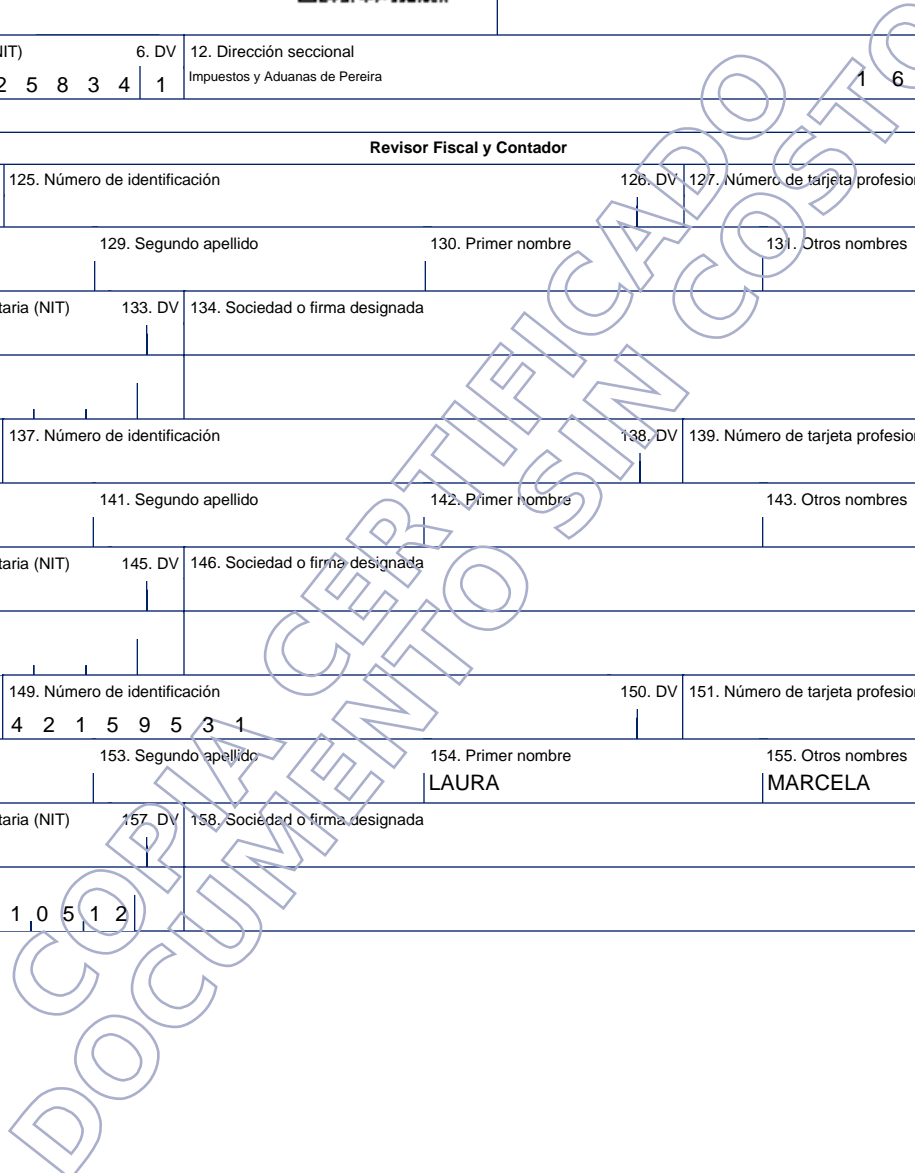 NIT) 6. DV 12. Dirección seccional
2 5 8 3 4 1 Impuestos y Aduanas de Pereira 1 6
Revisor Fiscal y Contador
125. Número de identificación 126. DV 127. Número de tarjeta profesion
129. Segundo apellido 130. Primer nombre 131. Otros nombres
taria (NIT) 133. DV 134. Sociedad o firma designada
137. Número de identificación 138. DV 139. Número de tarjeta profesion
141. Segundo apellido 142. Primer nombre 143. Otros nombres
taria (NIT) 145. DV 146. Sociedad o firma designada
149. Número de identificación 150. DV 151. Número de tarjeta profesion
4 2 1 5 9 5 3 1
153. Segundo apellido 154. Primer nombre 155. Otros nombres
LAURA MARCELA
taria (NIT) 157. DV 158. Sociedad o firma designada
1 0 5 1 2
COPIA CERTIFICADO
DOCUMENTO SIN COSTO